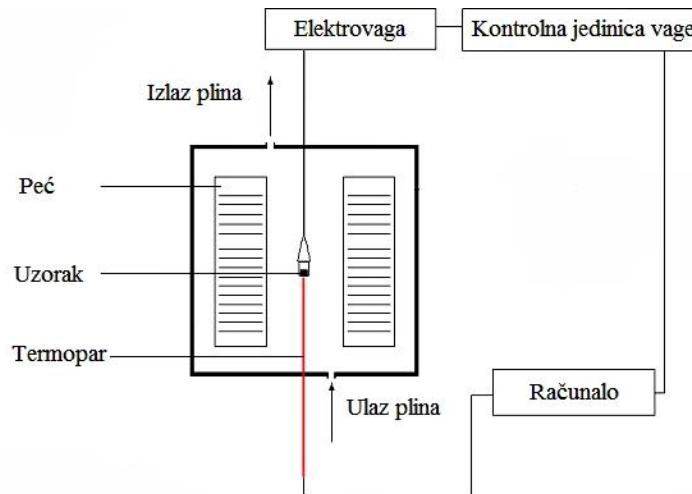 Elektrovaga
Kontrolna jedinica vage
Izlaz plina
Peć
Uzorak
Termopar
Ulaz plina
Računalo